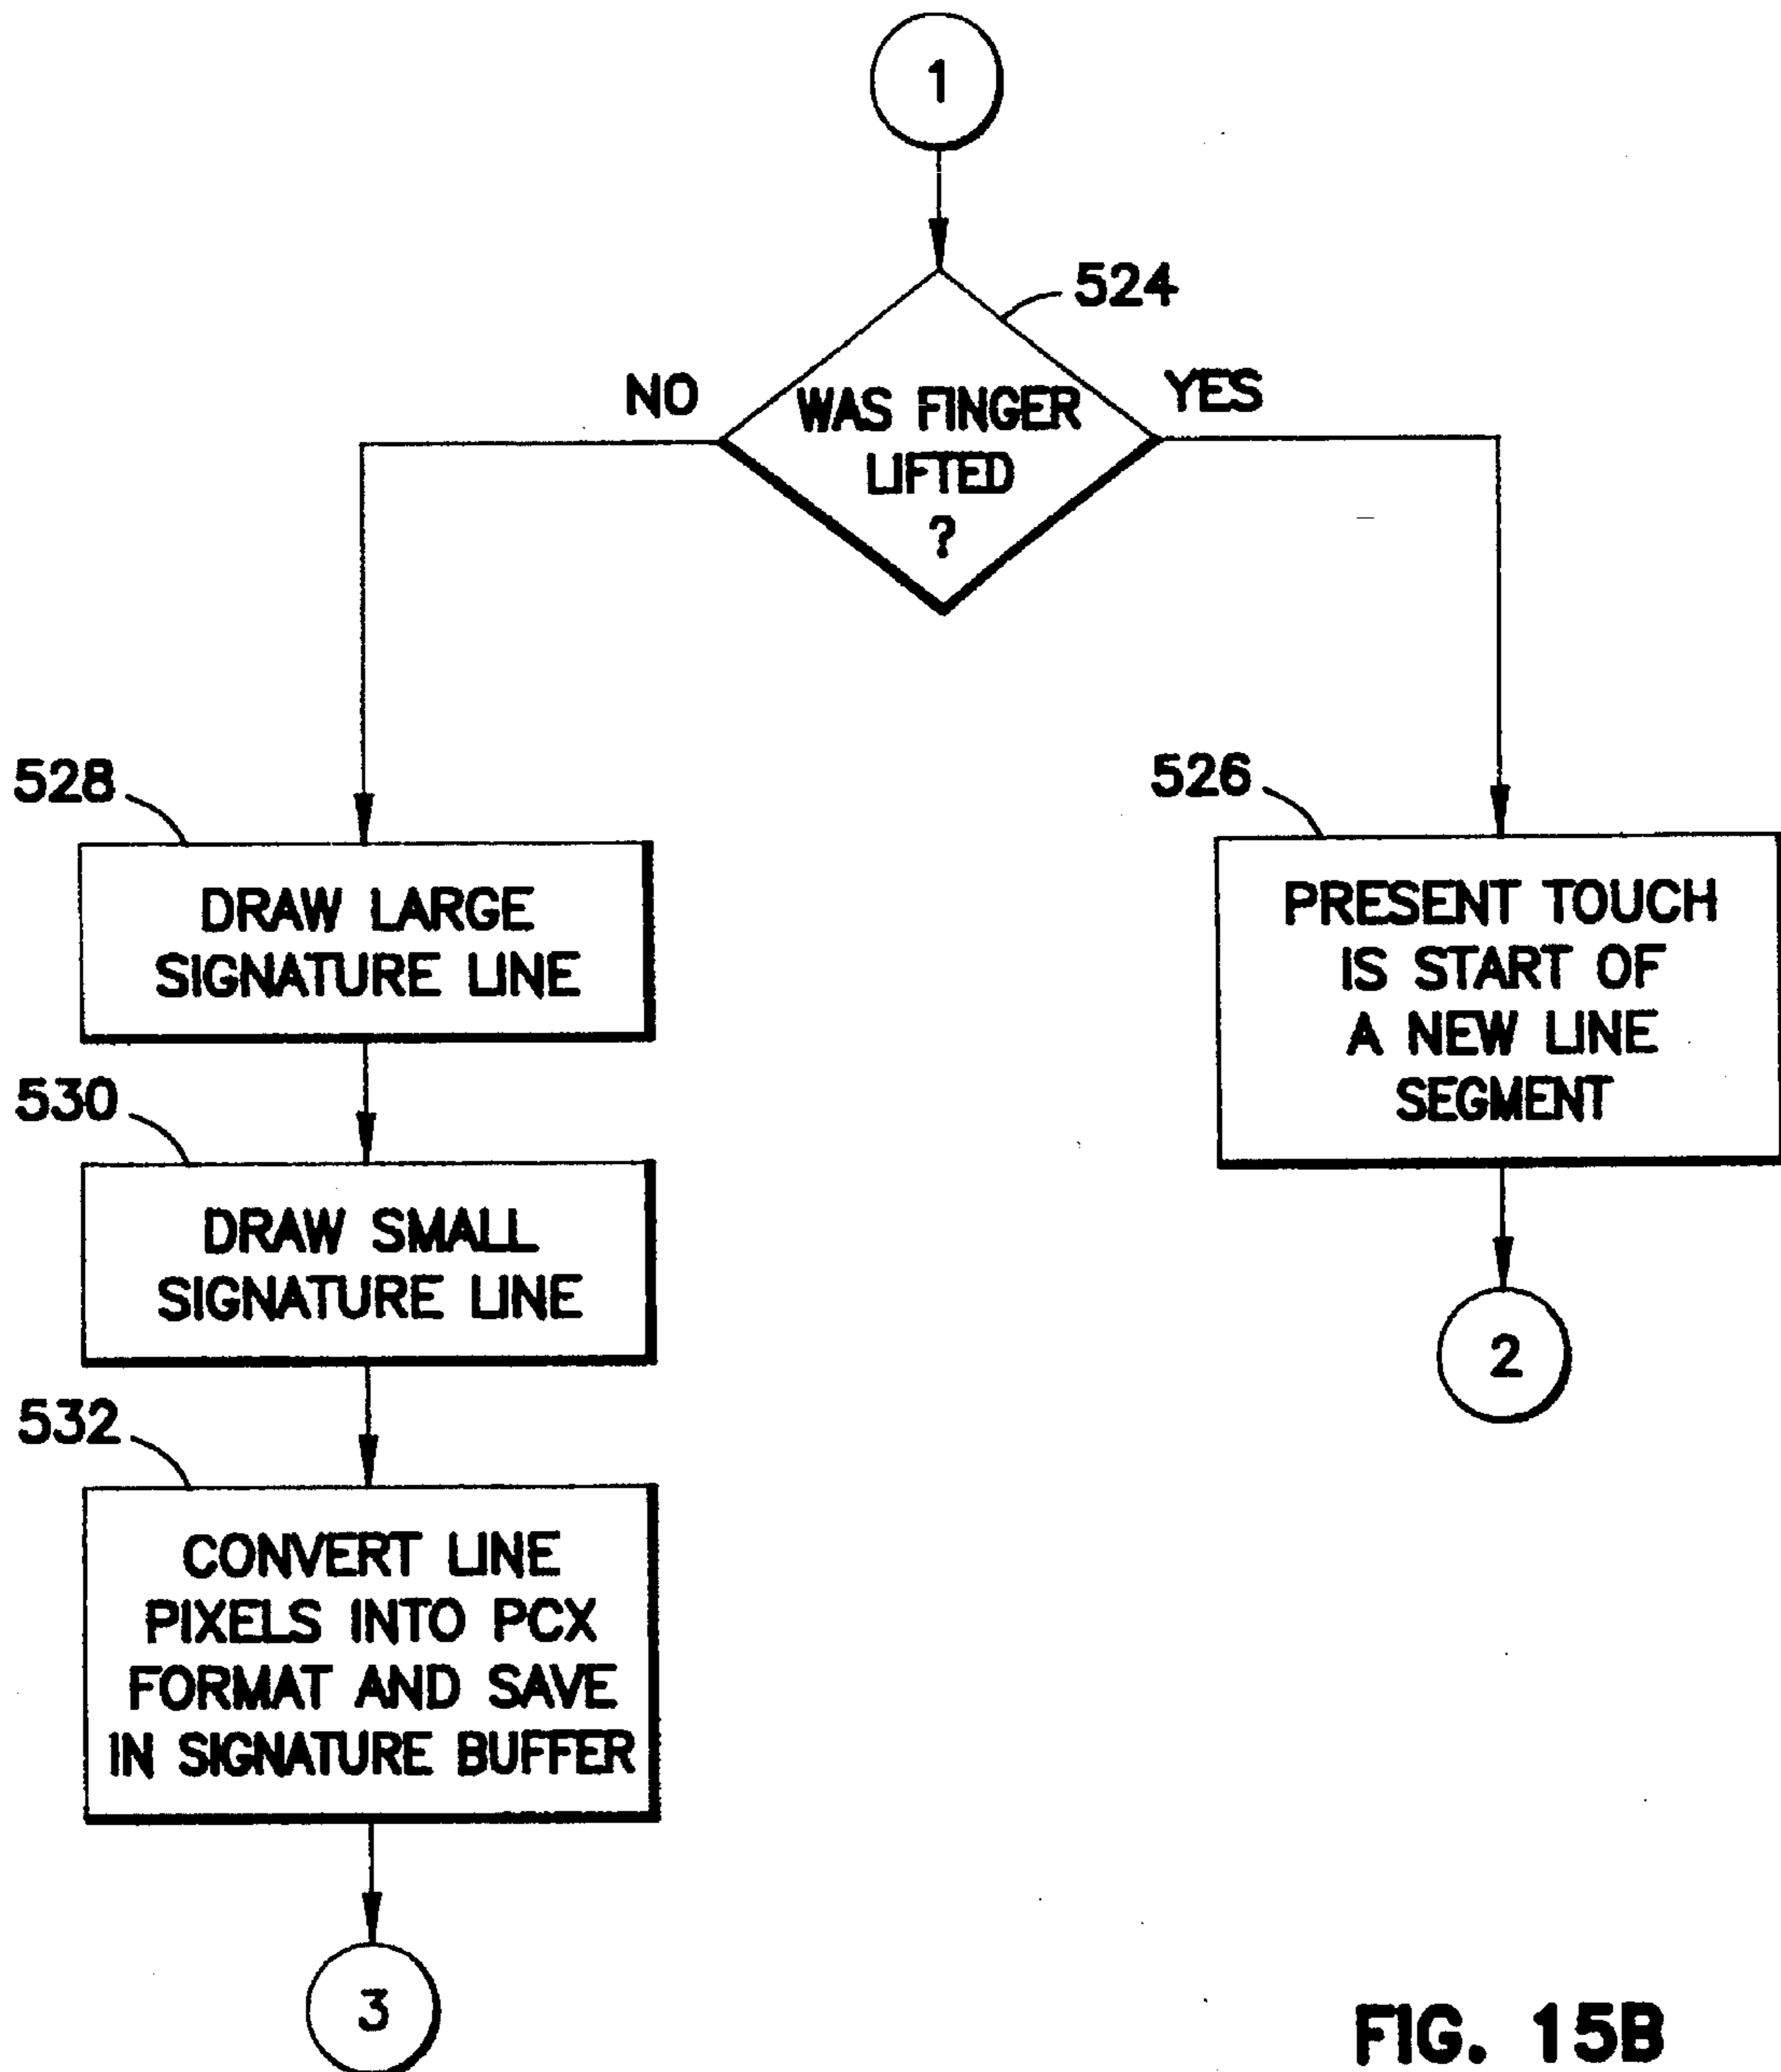 1
524
NO
YES
WAS FINGER
LIFTED
?
528
DRAW LARGE
SIGNATURE LINE
526
PRESENT TOUCH
IS START OF
A NEW LINE
SEGMENT
530
DRAW SMALL
SIGNATURE LINE
2
532
CONVERT LINE
PIXELS INTO PCX
FORMAT AND SAVE
IN SIGNATURE BUFFER
3
FIG. 15B